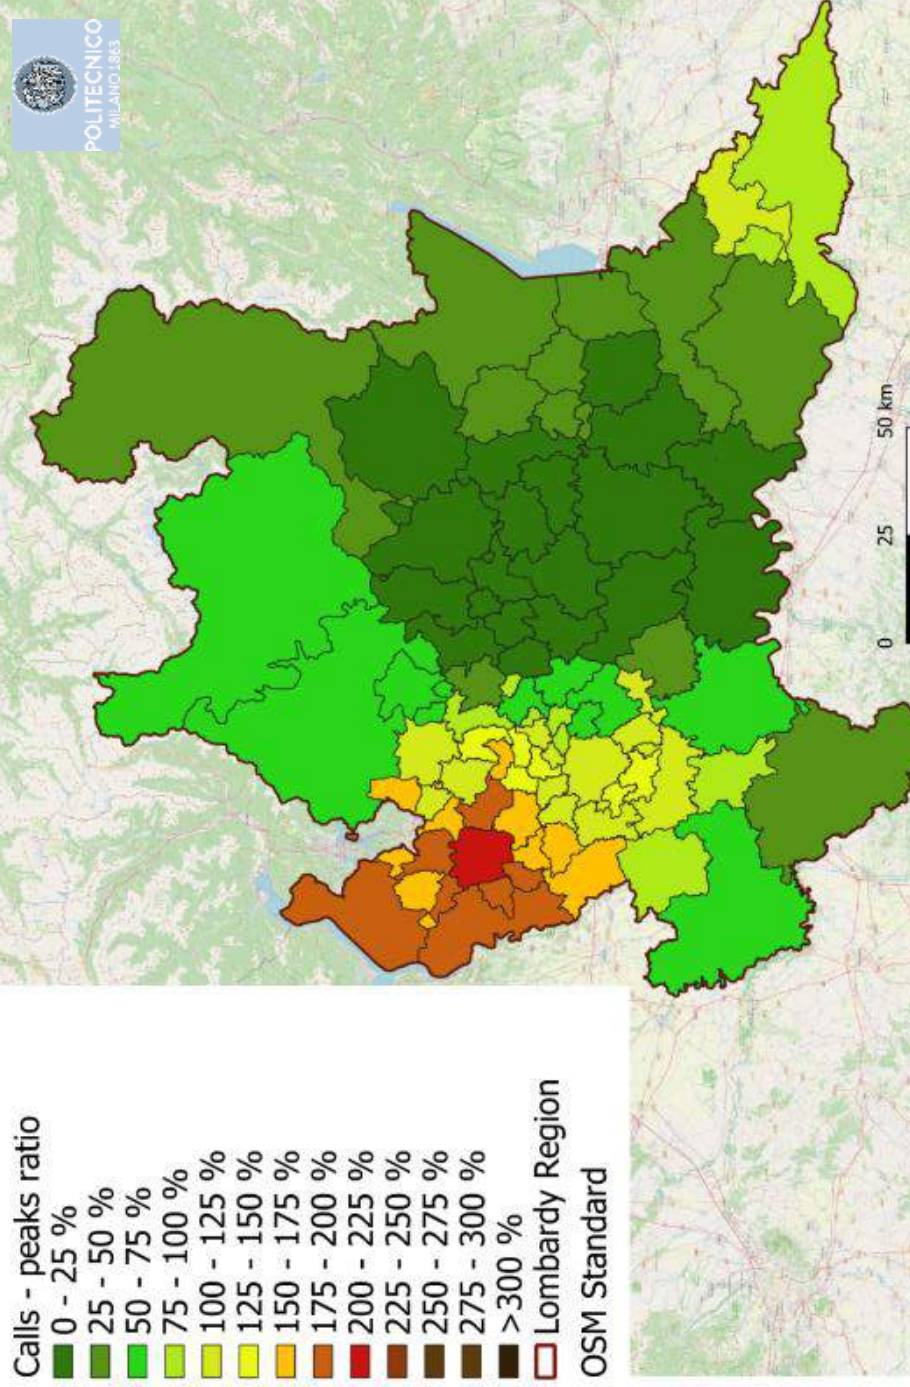 POLITECNICO
MILANO 1863
Calls - peaks ratio
0 - 25 %
25 - 50 %
50 - 75 %
75 - 100 %
100 - 125 %
125 - 150 %
150 - 175 %
175 - 200 %
200 - 225 %
225 - 250 %
250 - 275 %
275 - 300 %
>300 %
Lombardy Region
OSM Standard
0 25 50 km